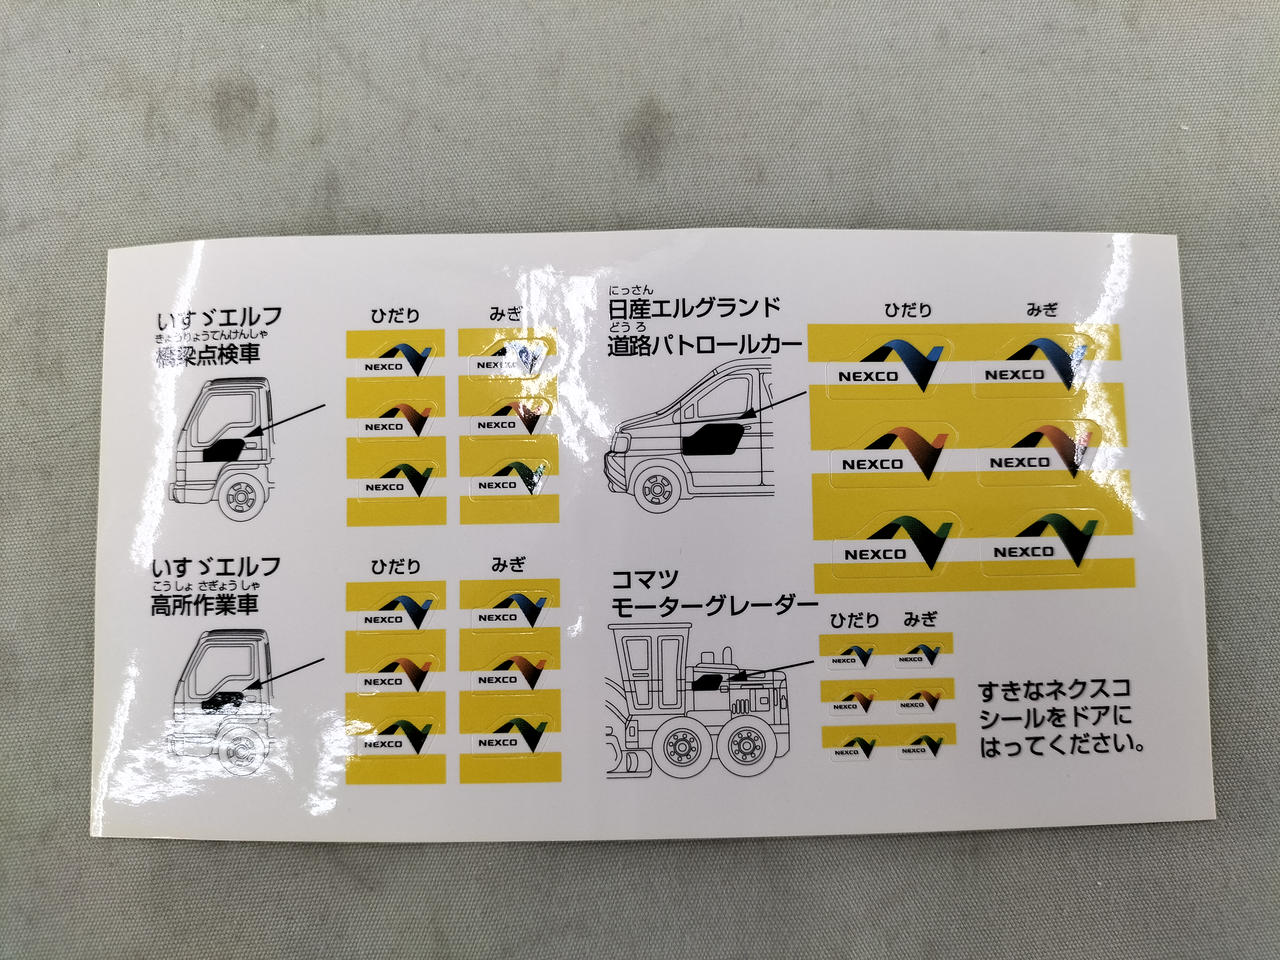 いすゞエルフ
きょうりょうてんけんしゃ
橋梁点検車
ひだり みぎ
NEXCO NEXCO
NEXCO NEXCO
NEXCO NEXCO
にっさん
日産エルグランド
どうろ
道路パトロールカー
ひだり みぎ
NEXCO NEXCO
NEXCO NEXCO
NEXCO NEXCO
いすゞエルフ
こうしょ さぎょうしゃ
高所作業車
ひだり みぎ
NEXCO NEXCO
NEXCO NEXCO
NEXCO NEXCO
コマツ
モーターグレーダー
ひだり みぎ
NEXCO NEXCO
NEXCO NEXCO
NEXCO NEXCO
すきなネクスコ
シールをドアに
はってください。